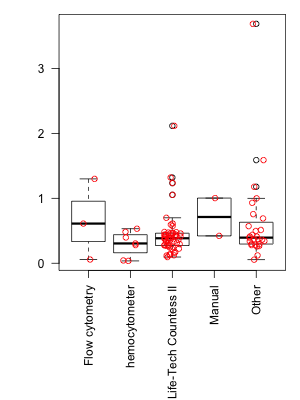 3
2
1
0
Flow cytometry
hemocytometer
Life-Tech Countess II
Manual
Other